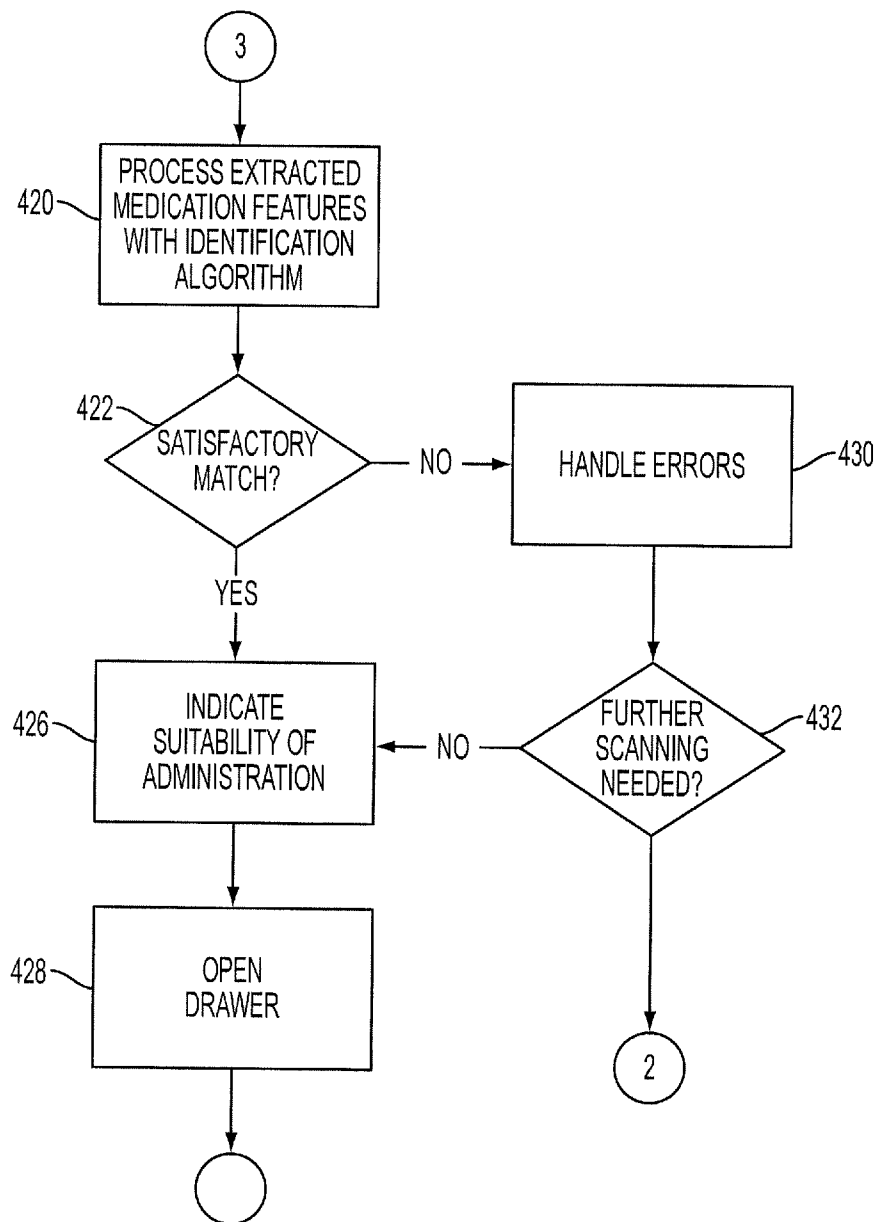 3
420
PROCESS EXTRACTED
MEDICATION FEATURES
WITH IDENTIFICATION
ALGORITHM
422
SATISFACTORY
MATCH?
NO
HANDLE ERRORS
430
YES
426
INDICATE
SUITABILITY OF
ADMINISTRATION
NO
FURTHER
SCANNING
NEEDED?
432
428
OPEN
DRAWER
2